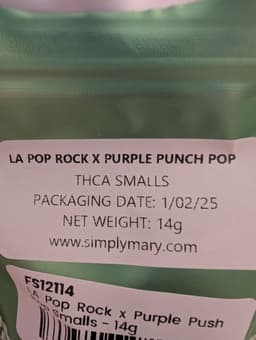 LA POP ROCK X PURPLE PUNCH POP
THCA SMALLS
PACKAGING DATE: 1/02/25
NET WEIGHT: 14g
www.simplymary.com
FS12114
LA Pop Rock x Purple Push
Smalls - 14g